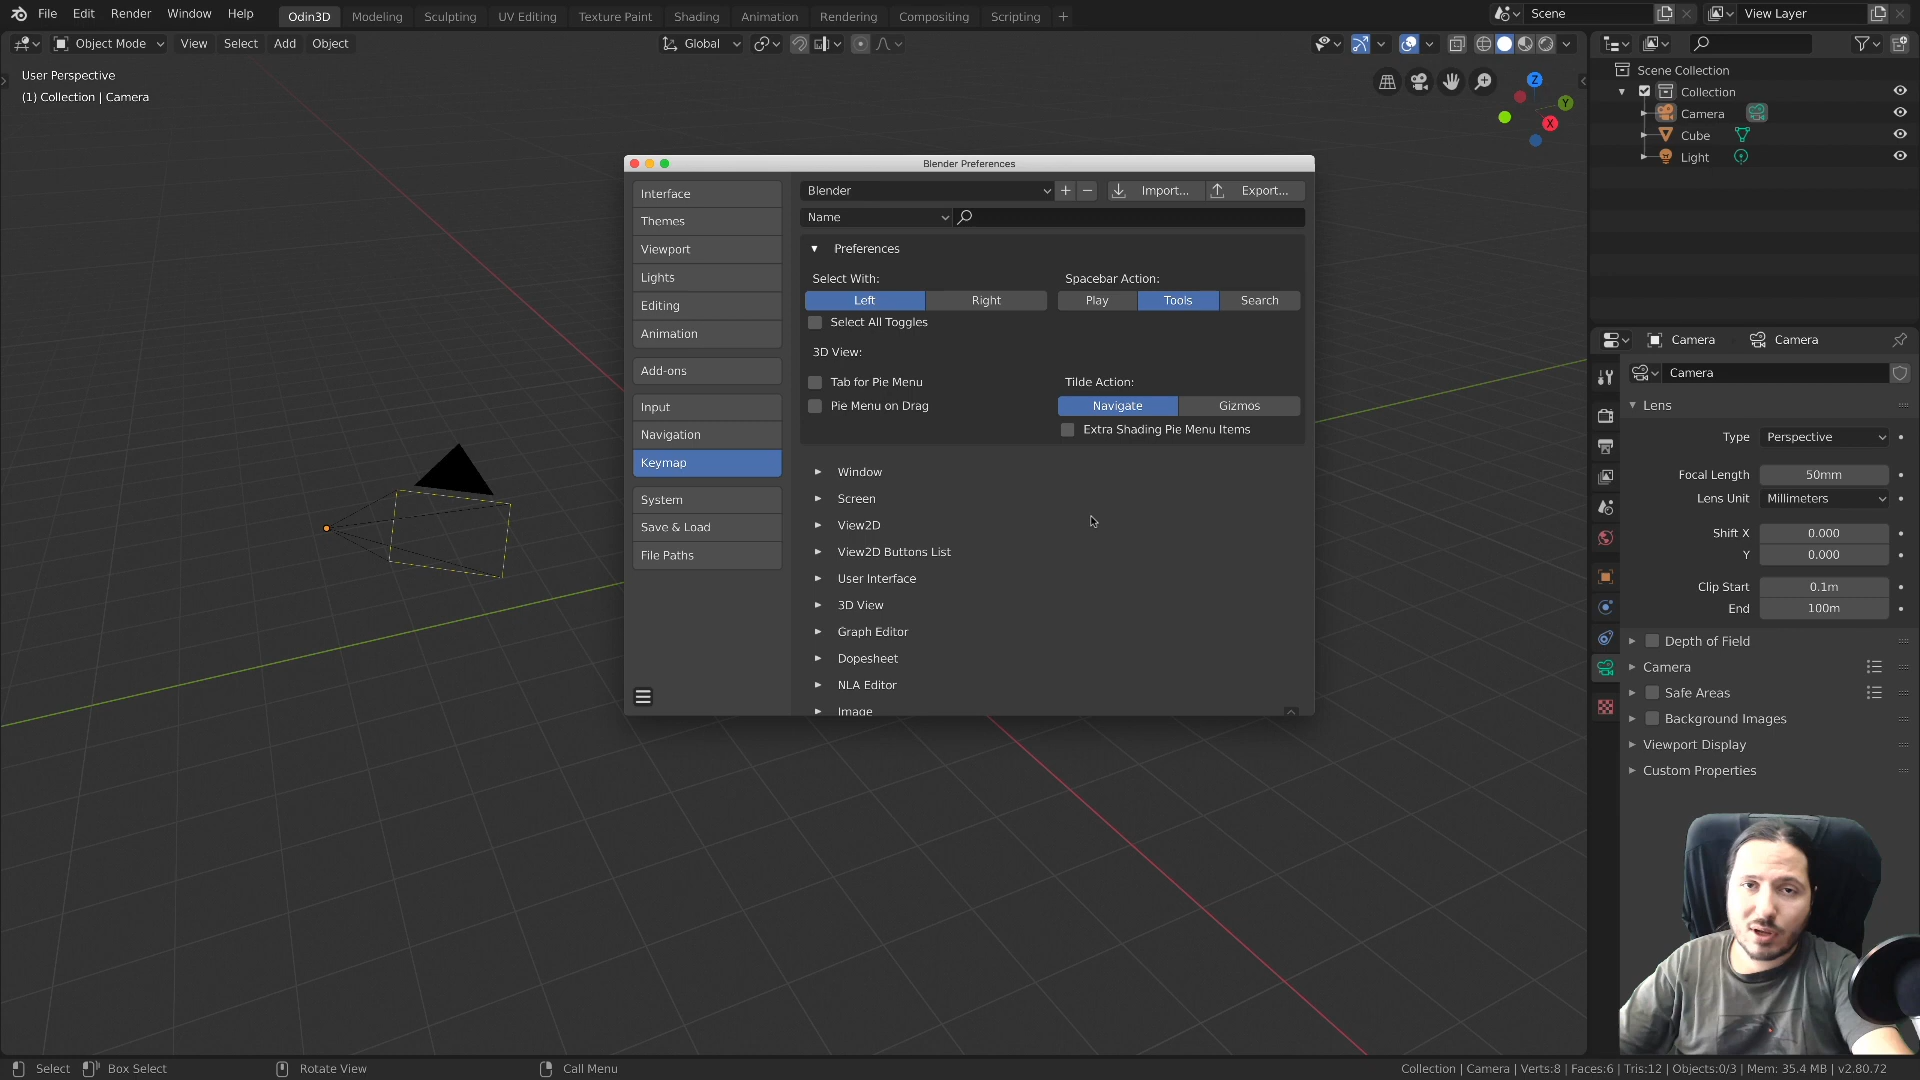 File Edit Render Window Help Odin3D Modeling Sculpting UV Editing Texture Paint Shading Animation Rendering Compositing Scripting + Scene View Layer
Object Mode View Select Add Object Global
User Perspective
(1) Collection | Camera
Z
Y
X
Scene Collection
Collection
Camera
Cube
Light
Blender Preferences
Interface
Themes
Viewport
Lights
Editing
Animation
Add-ons
Input
Navigation
Keymap
System
Save & Load
File Paths
Blender + − Import... Export...
Name
Preferences
Select With: Spacebar Action:
Left Right Play Tools Search
Select All Toggles
3D View:
Tab for Pie Menu Tilde Action:
Pie Menu on Drag Navigate Gizmos
Extra Shading Pie Menu Items
Window
Screen
View2D
View2D Buttons List
User Interface
3D View
Graph Editor
Dopesheet
NLA Editor
Image
Camera Camera
Camera
Lens
Type Perspective
Focal Length 50mm
Lens Unit Millimeters
Shift X 0.000
Y 0.000
Clip Start 0.1m
End 100m
Depth of Field
Camera
Safe Areas
Background Images
Viewport Display
Custom Properties
Select Box Select Rotate View Call Menu Collection | Camera | Verts:8 | Faces:6 | Tris:12 | Objects:0/3 | Mem: 35.4 MB | v2.80.72